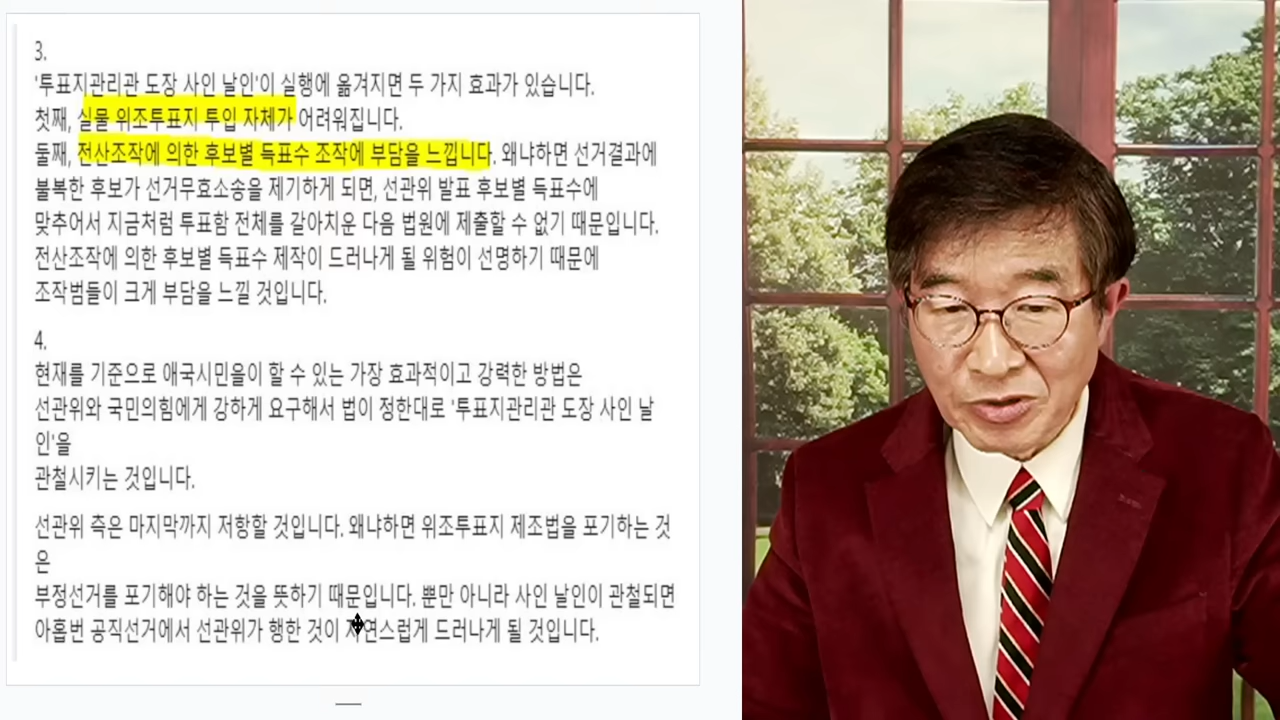 3.
'투표지관리관 도장 사인 날인'이 실행에 옮겨지면 두 가지 효과가 있습니다.
첫째, 실물 위조투표지 투입 자체가 어려워집니다.
둘째, 전산조작에 의한 후보별 득표수 조작에 부담을 느낍니다. 왜냐하면 선거결과에
불복한 후보가 선거무효소송을 제기하게 되면, 선관위 발표 후보별 득표수에
맞추어서 지금처럼 투표함 전체를 갈아치운 다음 법원에 제출할 수 없기 때문입니다.
전산조작에 의한 후보별 득표수 제작이 드러나게 될 위험이 선명하기 때문에
조작범들이 크게 부담을 느낄 것입니다.
4.
현재를 기준으로 애국시민을이 할 수 있는 가장 효과적이고 강력한 방법은
선관위와 국민의힘에게 강하게 요구해서 법이 정한대로 '투표지관리관 도장 사인 날
인'을
관철시키는 것입니다.
선관위 측은 마지막까지 저항할 것입니다. 왜냐하면 위조투표지 제조법을 포기하는 것
은
부정선거를 포기해야 하는 것을 뜻하기 때문입니다. 뿐만 아니라 사인 날인이 관철되면
아홉번 공직선거에서 선관위가 행한 것이 자연스럽게 드러나게 될 것입니다.